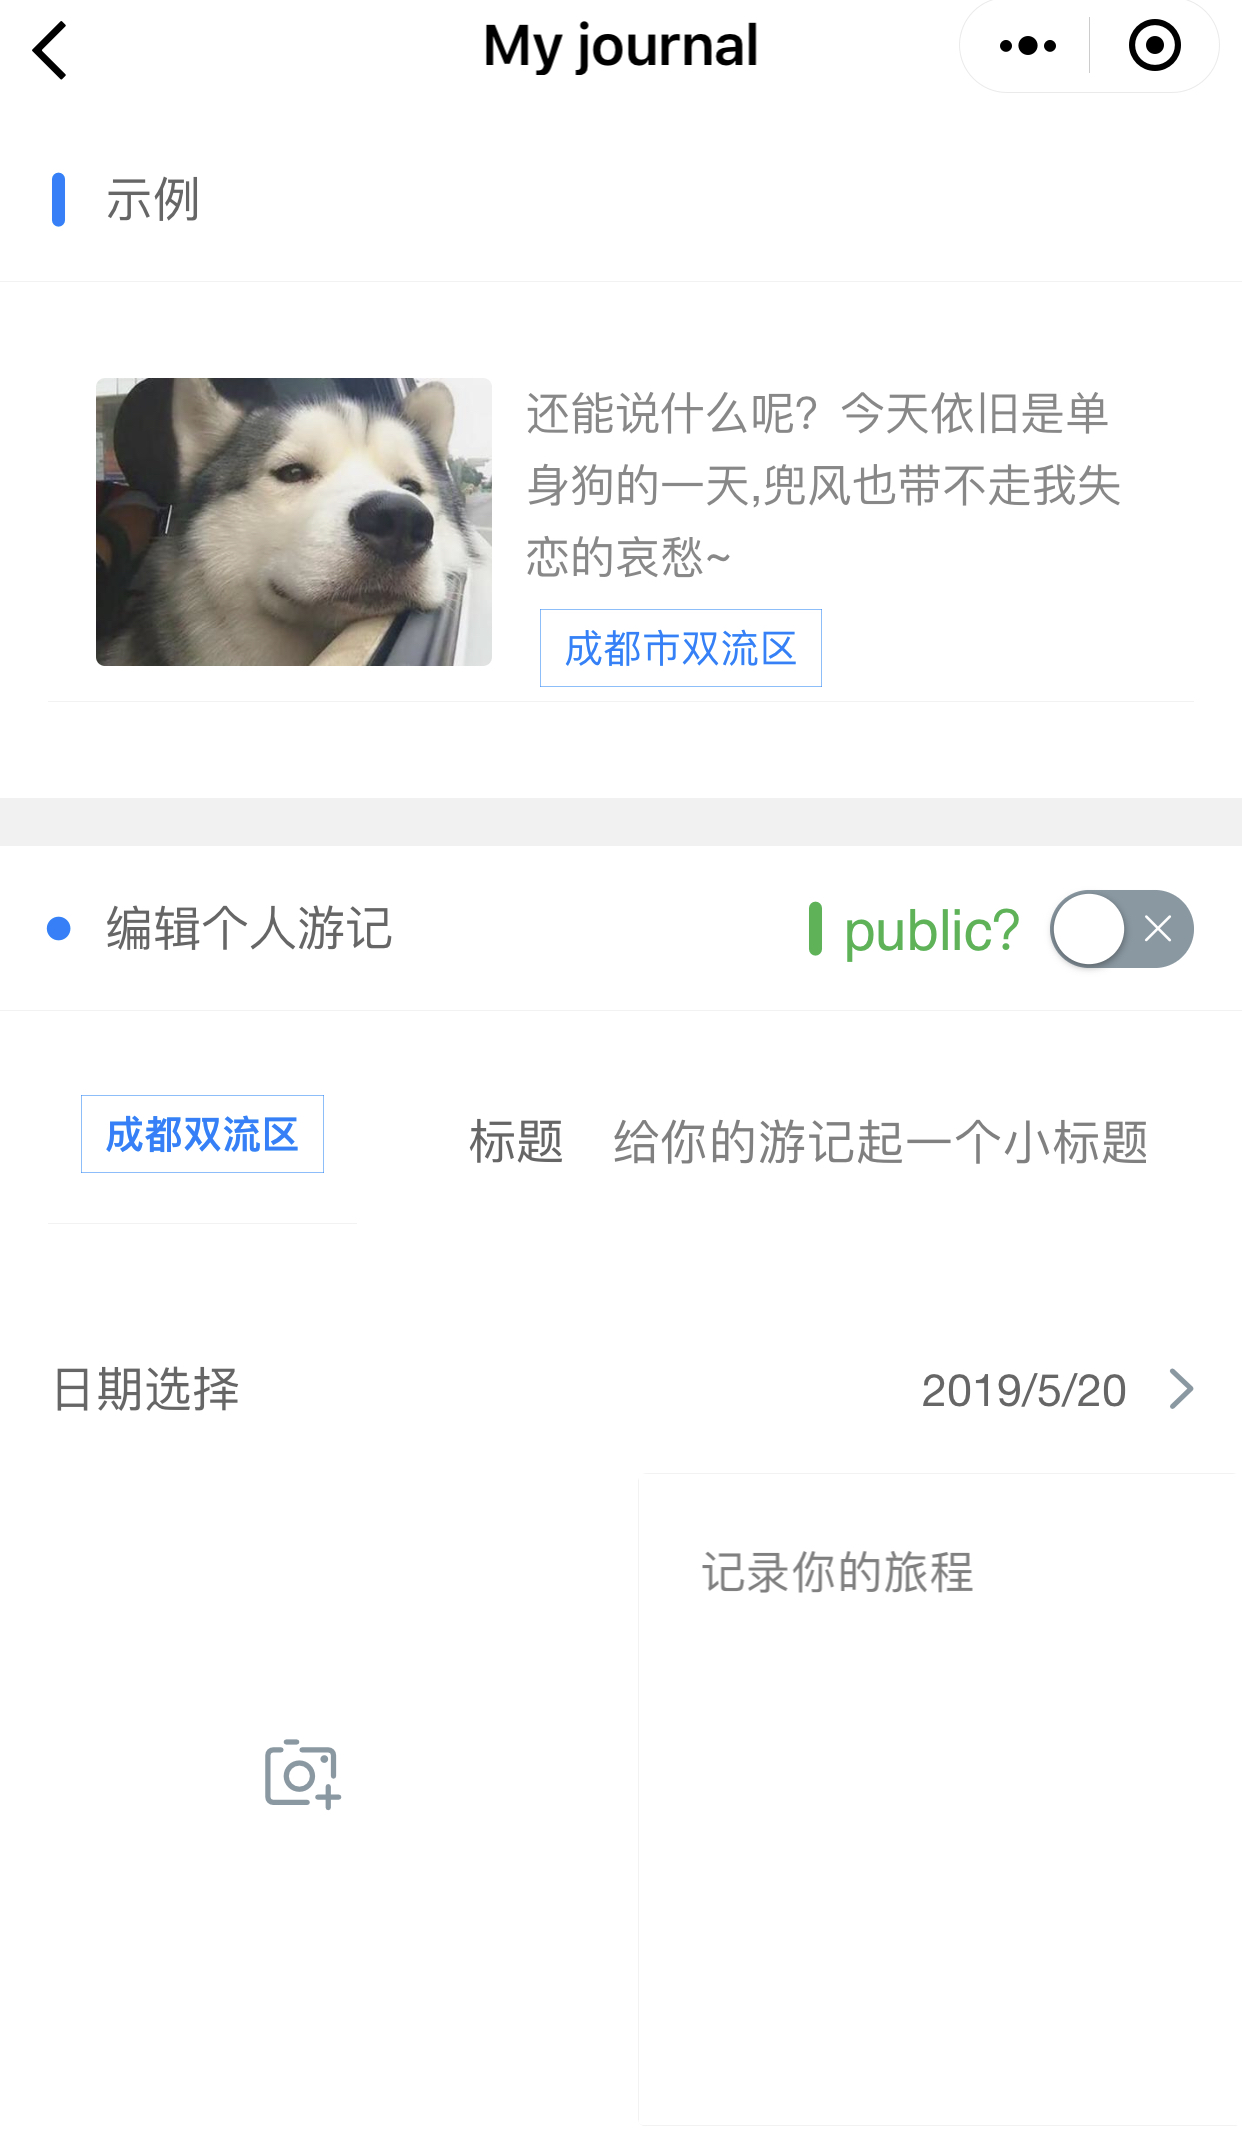 My journal
示例
还能说什么呢？今天依旧是单
身狗的一天,兜风也带不走我失
恋的哀愁~
成都市双流区
编辑个人游记
public?
成都双流区
标题 给你的游记起一个小标题
日期选择
2019/5/20
记录你的旅程